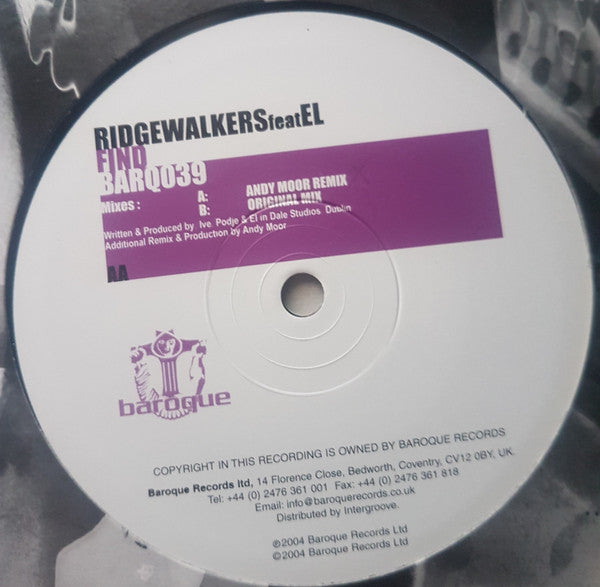 RIDGEWALKERSfeatEL
FIND
BARQ039
Mixes : A: ANDY MOOR REMIX
B: ORIGINAL MIX
Written & Produced by Ive Podje & El in Dale Studios Dublin
Additional Remix & Production by Andy Moor
AA
baroque
COPYRIGHT IN THIS RECORDING IS OWNED BY BAROQUE RECORDS
Baroque Records ltd, 14 Florence Close, Bedworth, Coventry, CV12 0BY, UK.
Tel: +44 (0) 2476 361 001 Fax: +44 (0) 2476 361 818
Email: info@baroquerecords.co.uk
Distributed by Intergroove.
℗2004 Baroque Records Ltd
©2004 Baroque Records Ltd